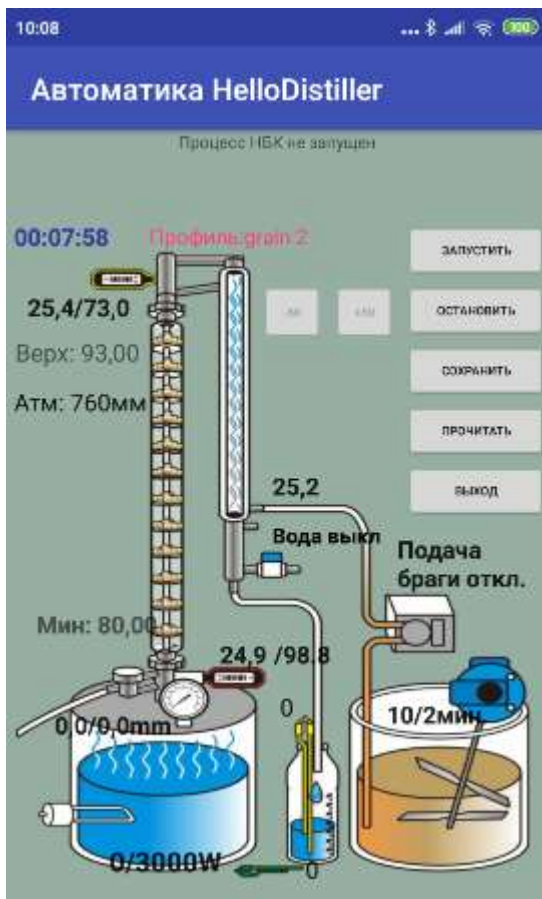 10:08
100
Автоматика HelloDistiller
Процесс НБК не запущен
00:07:58
Профиль:grain 2
ЗАПУСТИТЬ
25,4/73,0
ОСТАНОВИТЬ
Верх: 93,00
СОХРАНИТЬ
Атм: 760мм
ПРОЧИТАТЬ
25,2
ВЫХОД
Вода выкл
Подача
браги откл.
Мин: 80,00
24,9 /98.8
0
10/2мин.
0,0/0,0mm
0/3000W